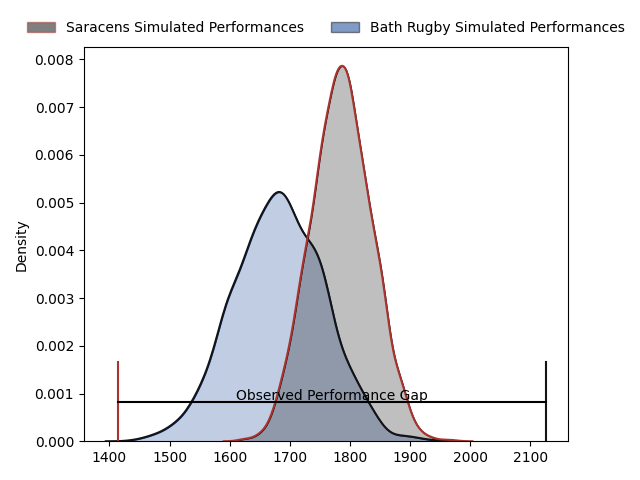 Saracens Simulated Performances
Bath Rugby Simulated Performances
0.008
0.007
0.006
0.005
0.004
0.003
0.002
0.001
0.000
Density
Observed Performance Gap
1400 1500 1600 1700 1800 1900 2000 2100